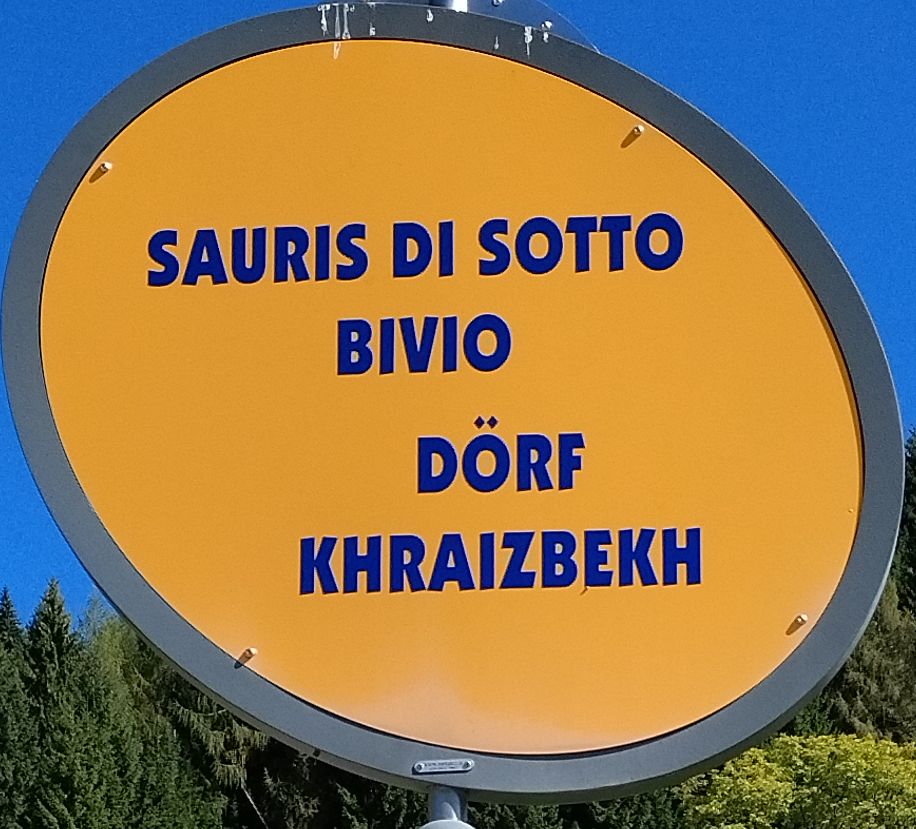 SAURIS DI SOTTO
BIVIO
DÖRF
KHRAIZBEKH